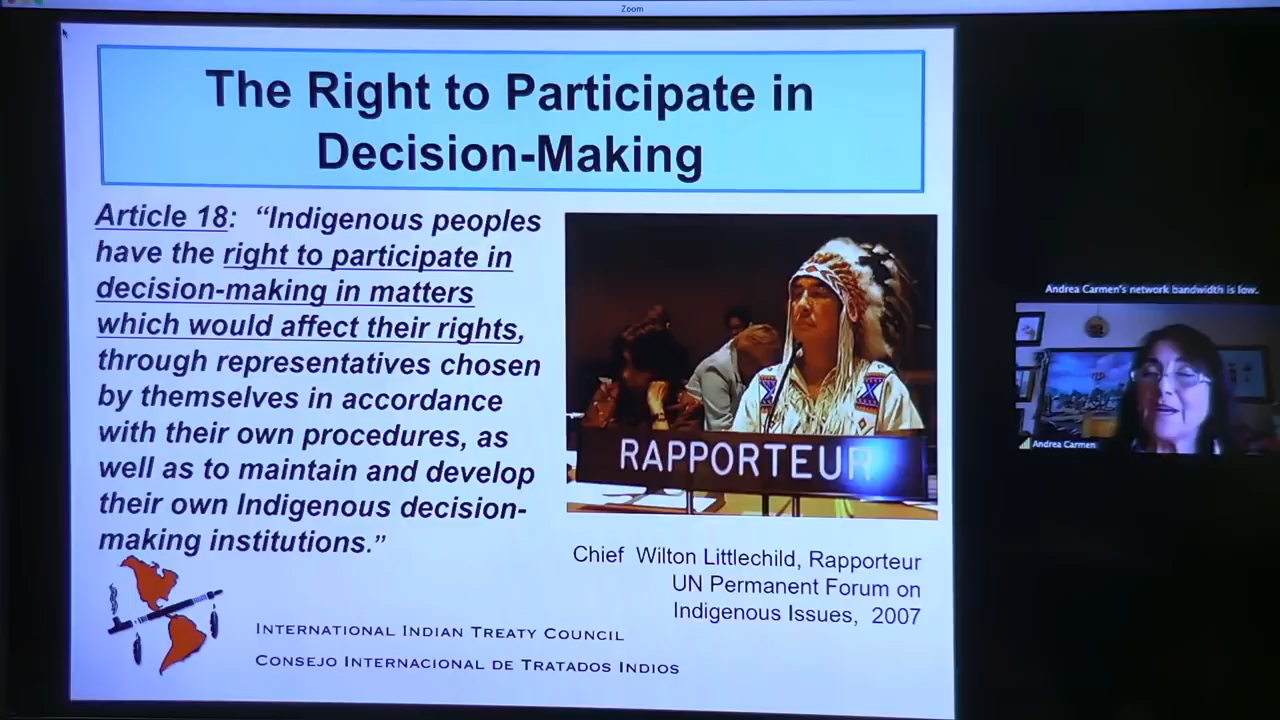 Zoom
The Right to Participate in
Decision-Making
Article 18: “Indigenous peoples
have the right to participate in
decision-making in matters
which would affect their rights,
through representatives chosen
by themselves in accordance
with their own procedures, as
well as to maintain and develop
their own Indigenous decision-
making institutions.”
RAPPORTEUR
Chief Wilton Littlechild, Rapporteur
UN Permanent Forum on
Indigenous Issues, 2007
INTERNATIONAL INDIAN TREATY COUNCIL
CONSEJO INTERNACIONAL DE TRATADOS INDIOS
Andrea Carmen's network bandwidth is low.
Andrea Carmen